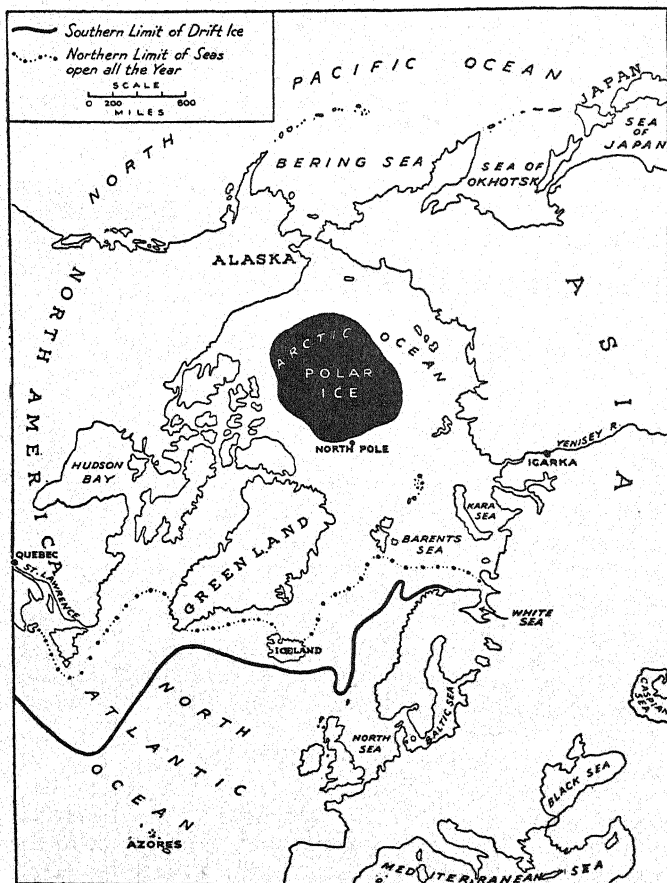 Southern Limit of Drift Ice
Northern Limit of Seas
open all the Year
SCALE
0 200 600
MILES
PACIFIC OCEAN
NORTH
JAPAN
SEA OF
JAPAN
BERING SEA
SEA OF
OKHOTSK
ALASKA
NORTH AMERICA
ASIA
ARCTIC
OCEAN
POLAR
ICE
NORTH POLE
YENISEY R.
IGARKA
HUDSON
BAY
KARA
SEA
BARENTS
SEA
GREENLAND
QUEBEC
ST. LAWRENCE
WHITE
SEA
ICELAND
CASPIAN
SEA
NORTH
ATLANTIC
OCEAN
NORTH
SEA
BALTIC SEA
BLACK SEA
AZORES
MEDITERRANEAN SEA